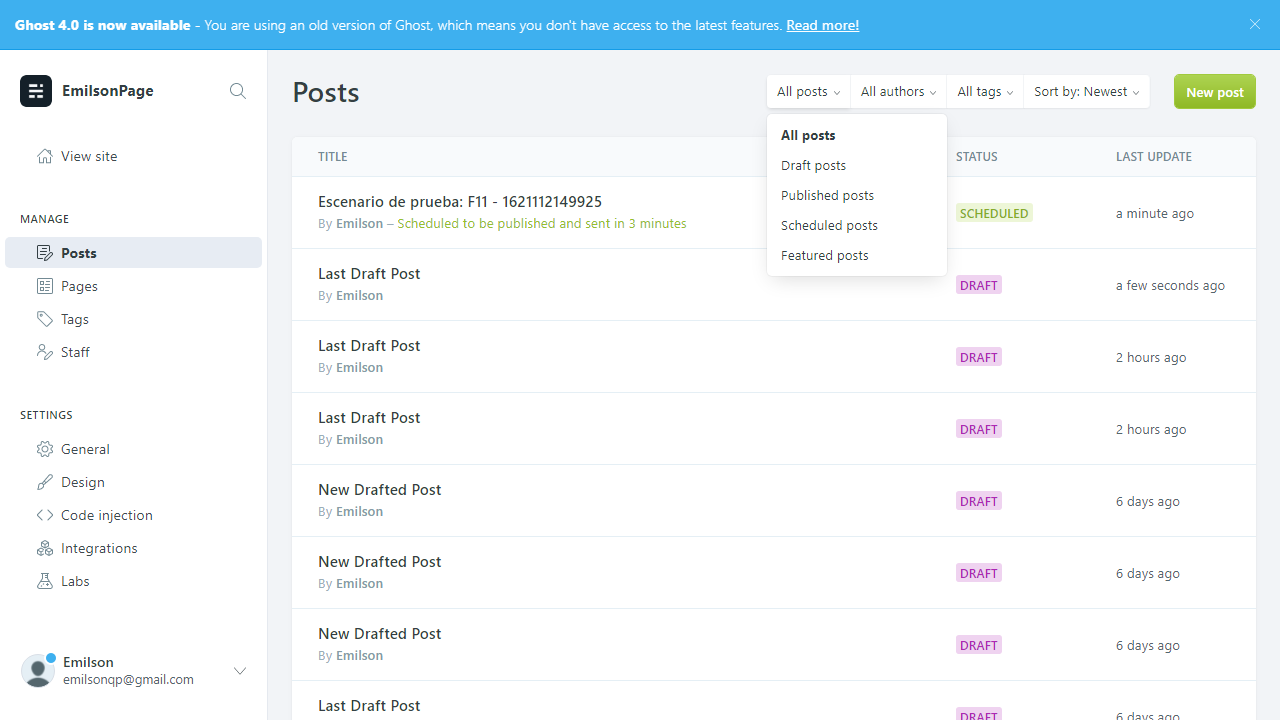 Ghost 4.0 is now available - You are using an old version of Ghost, which means you don't have access to the latest features. Read more!
EmilsonPage
View site
MANAGE
Posts
Pages
Tags
Staff
SETTINGS
General
Design
Code injection
Integrations
Labs
Emilson
emilsonqp@gmail.com
Posts
All posts
All authors
All tags
Sort by: Newest
New post
All posts
Draft posts
Published posts
Scheduled posts
Featured posts
TITLE STATUS LAST UPDATE
Escenario de prueba: F11 - 1621112149925
By Emilson – Scheduled to be published and sent in 3 minutes
SCHEDULED
a minute ago
Last Draft Post
By Emilson
DRAFT
a few seconds ago
Last Draft Post
By Emilson
DRAFT
2 hours ago
Last Draft Post
By Emilson
DRAFT
2 hours ago
New Drafted Post
By Emilson
DRAFT
6 days ago
New Drafted Post
By Emilson
DRAFT
6 days ago
New Drafted Post
By Emilson
DRAFT
6 days ago
Last Draft Post
DRAFT
6 days ago